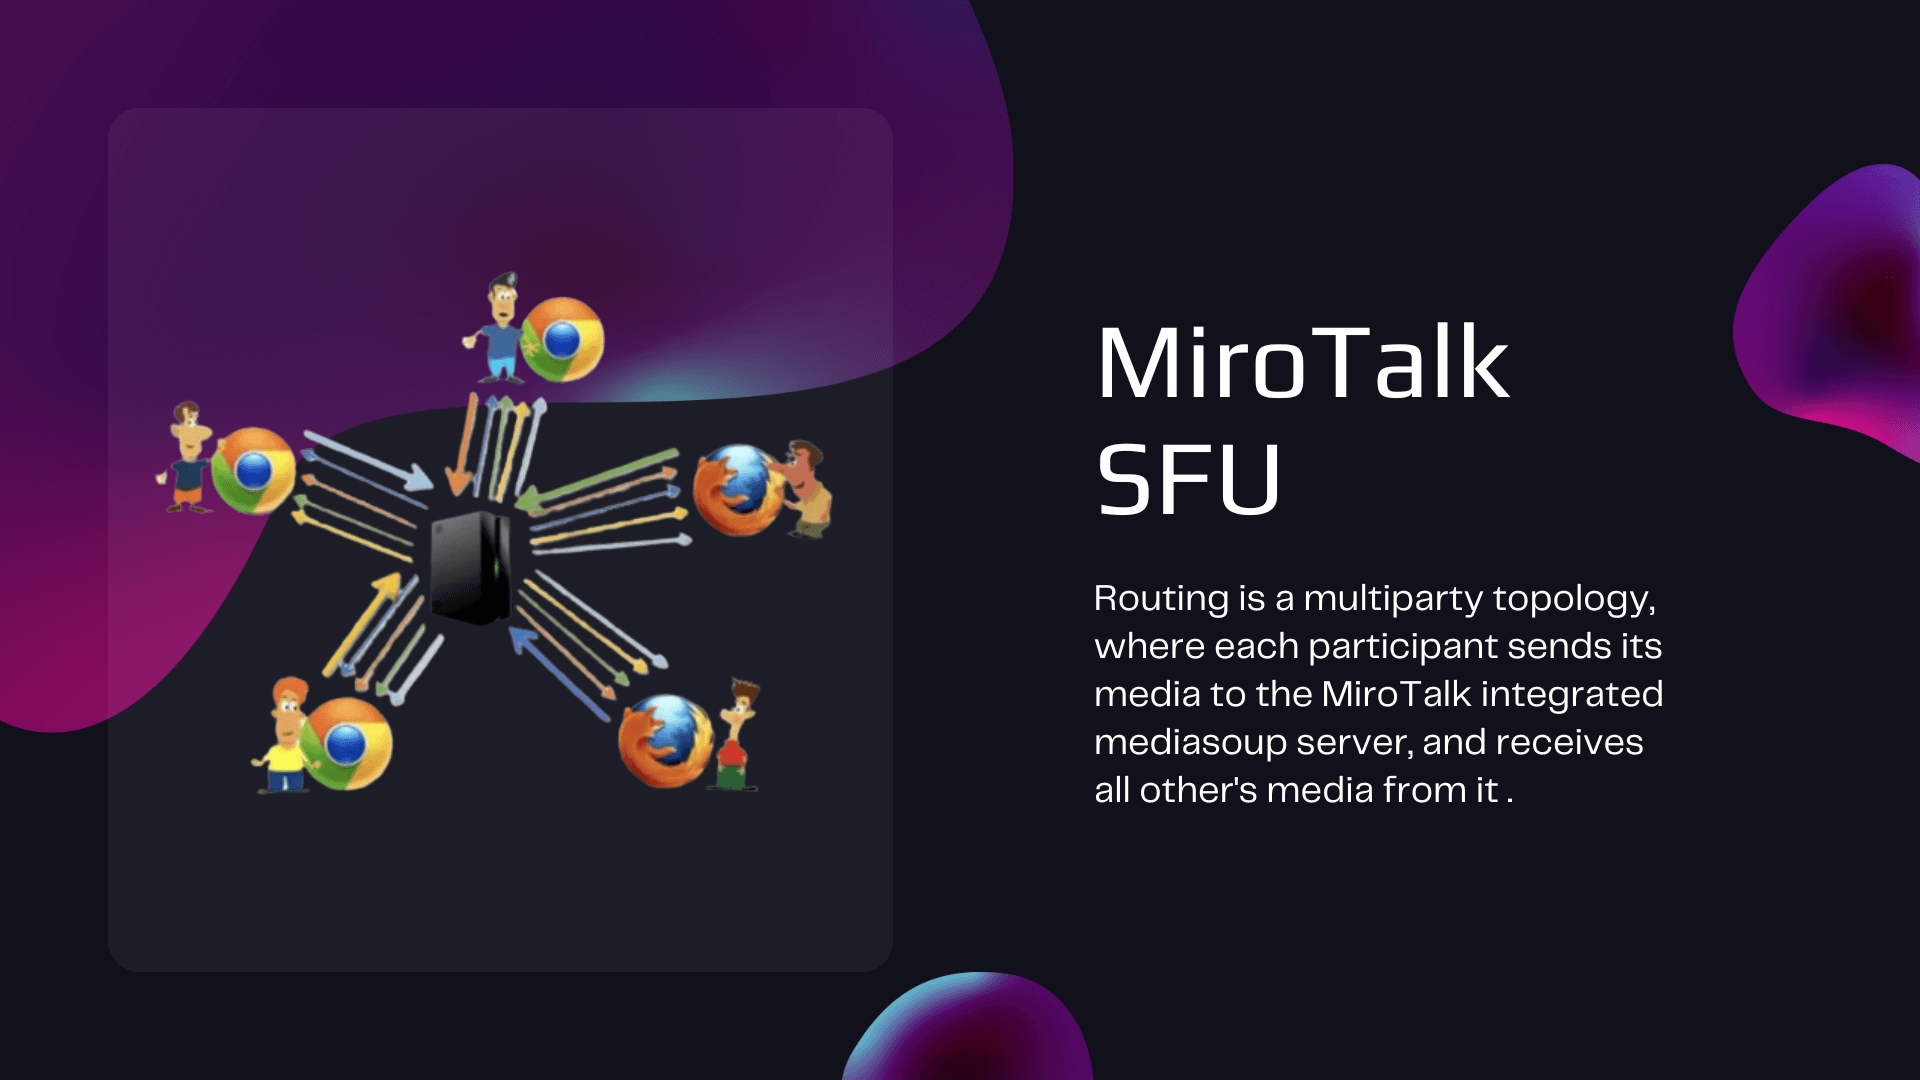 MiroTalk
SFU
Routing is a multiparty topology,
where each participant sends its
media to the MiroTalk integrated
mediasoup server, and receives
all other's media from it .